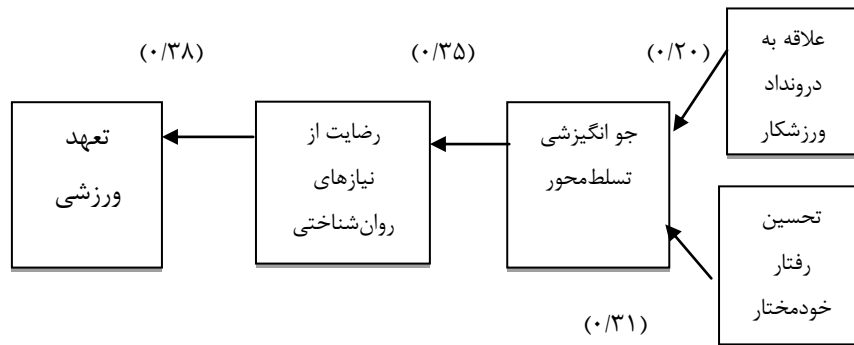 (۰/۳۸)
(۰/۳۵)
(۰/۲۰)
علاقه به
درونداد
ورزشکار
جو انگیزشی
تسلط‌محور
رضایت از
نیازهای
روان‌شناختی
تعهد
ورزشی
تحسین
رفتار
خودمختار
(۰/۳۱)